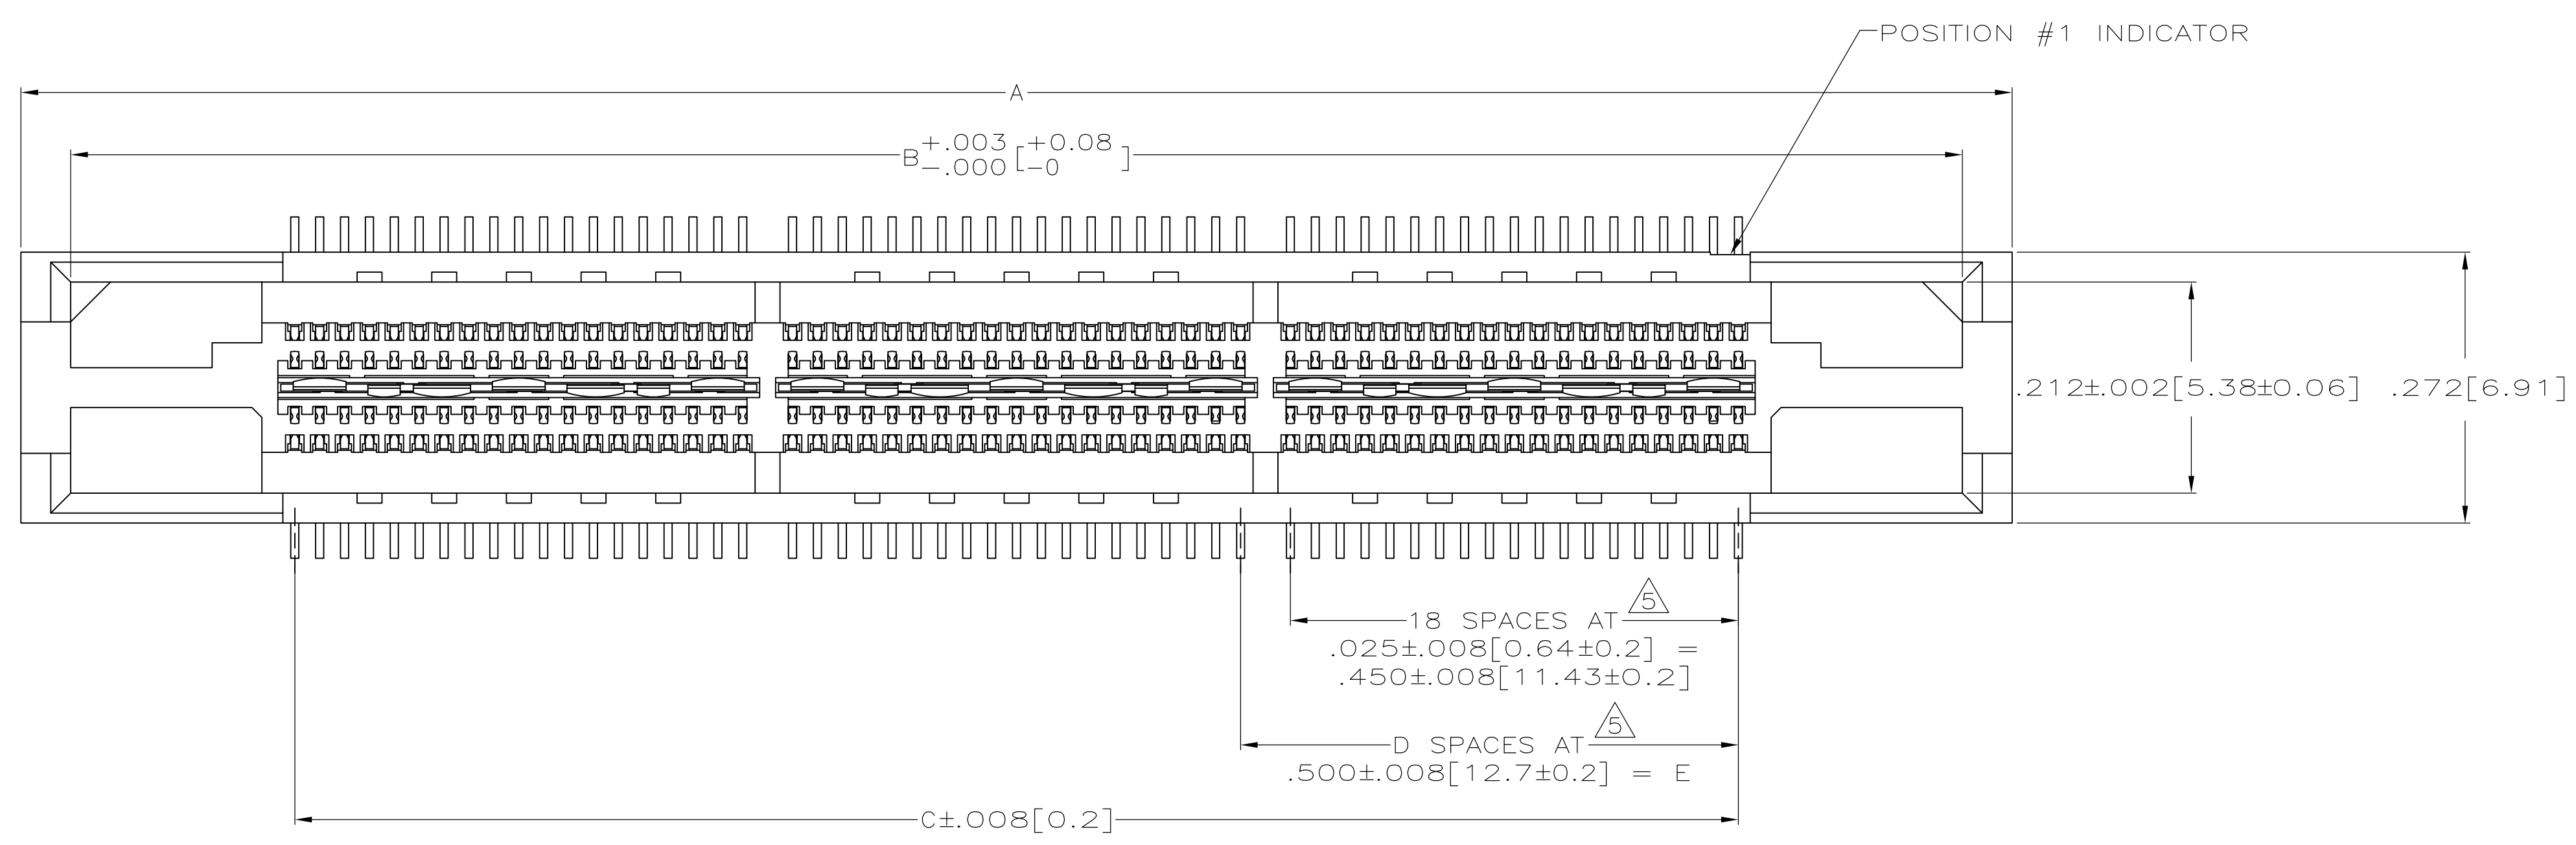 POSITION #1 INDICATOR
A
B +.003 [+0.08
-.000 [-0 ]
.212±.002[5.38±0.06] .272[6.91]
5
18 SPACES AT
.025±.008[0.64±0.2] =
.450±.008[11.43±0.2]
5
D SPACES AT
.500±.008[12.7±0.2] = E
C±.008[0.2]